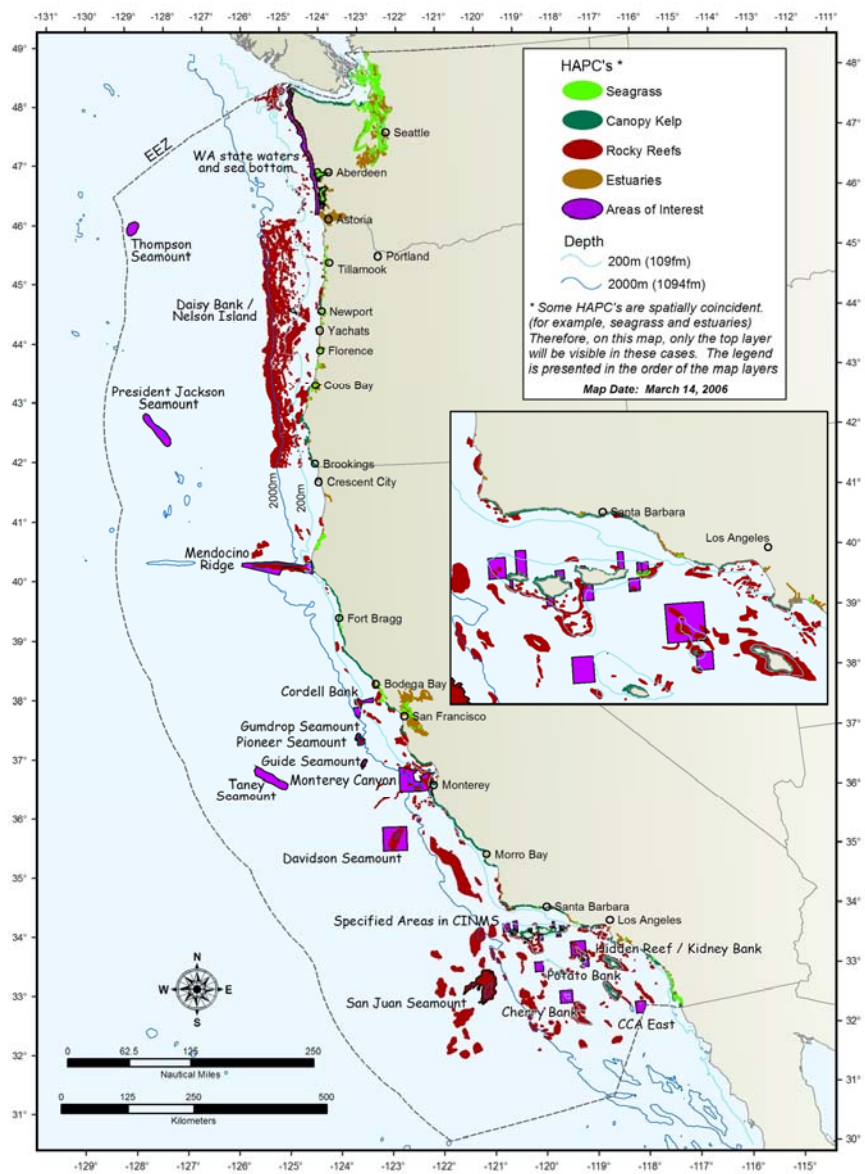 -128° -127° -126° -125° -124° -123° -122° -121° -120° -119° -118° -117° -116° -115° -114° -113° -112° -111°
49°
48°
47°
46°
45°
44°
43°
42°
41°
40°
39°
38°
37°
36°
35°
34°
33°
32°
31°
48°
47°
46°
45°
44°
43°
42°
41°
40°
39°
38°
37°
36°
35°
34°
33°
32°
31°
30°
-129° -128° -127° -126° -125° -124° -123° -122° -121° -120° -119° -118° -117° -116° -115° -114° -113°
HAPC's *
Seagrass
Canopy Kelp
Rocky Reefs
Estuaries
Areas of Interest
Depth
200m (109fm)
2000m (1094fm)
* Some HAPC's are spatially coincident.
(for example, seagrass and estuaries)
Therefore, on this map, only the top layer
will be visible in these cases. The legend
is presented in the order of the map layers
Map Date: March 14, 2006
EEZ
Seattle
WA state waters
and sea bottom
Aberdeen
Astoria
Portland
Thompson
Seamount
Tillamook
Daisy Bank /
Nelson Island
Newport
Yachats
Florence
President Jackson
Seamount
Coos Bay
Brookings
Crescent City
2000m
200m
Mendocino
Ridge
Fort Bragg
Bodega Bay
Cordell Bank
San Francisco
Gumdrop Seamount
Pioneer Seamount
Guide Seamount
Taney
Seamount
Monterey Canyon
Monterey
Davidson Seamount
Morro Bay
Santa Barbara
Los Angeles
Specified Areas in CINMS
Hidden Reef / Kidney Bank
Potato Bank
San Juan Seamount
Cherry Bank
CCA East
Santa Barbara
Los Angeles
N
W E
S
0 62.5 125 250
Nautical Miles
0 125 250 500
Kilometers